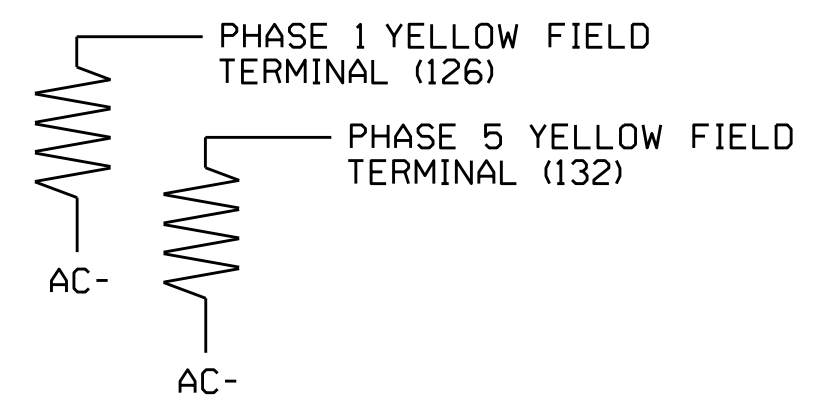 PHASE 1 YELLOW FIELD
TERMINAL (126)
PHASE 5 YELLOW FIELD
TERMINAL (132)
AC-
AC-